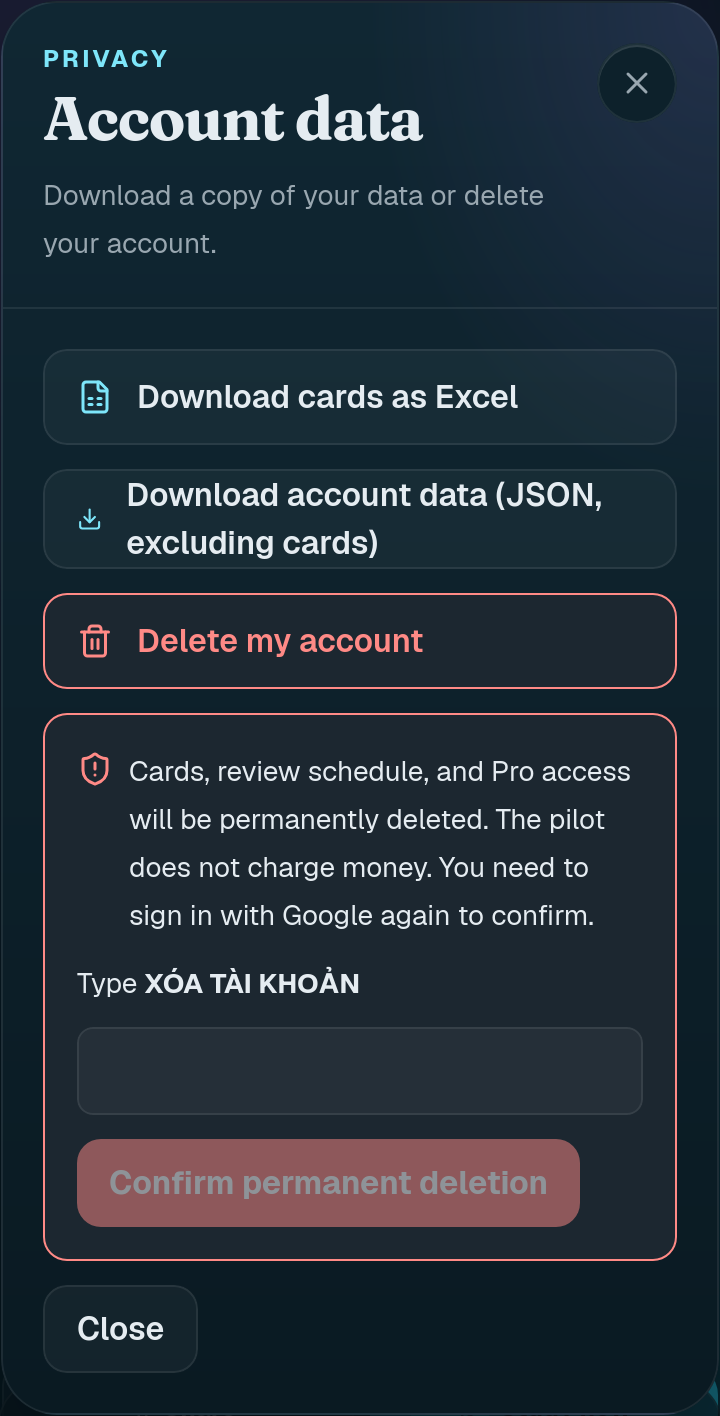 PRIVACY
Account data
Download a copy of your data or delete
your account.
Download cards as Excel
Download account data (JSON,
excluding cards)
Delete my account
Cards, review schedule, and Pro access
will be permanently deleted. The pilot
does not charge money. You need to
sign in with Google again to confirm.
Type XÓA TÀI KHOẢN
Confirm permanent deletion
Close